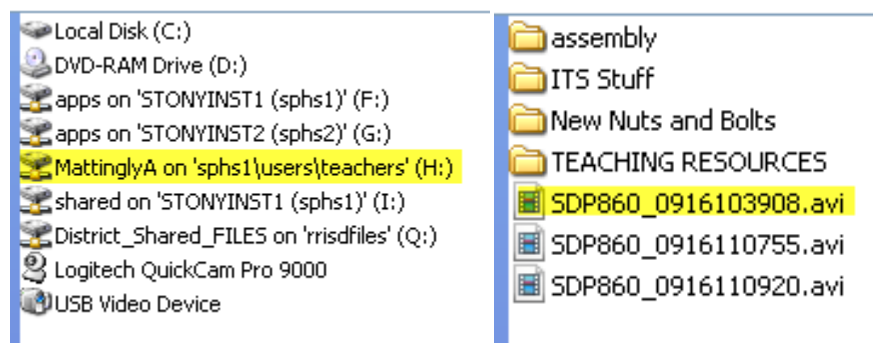 Local Disk (C:)
DVD-RAM Drive (D:)
apps on 'STONYINST1 (sphs1)' (F:)
apps on 'STONYINST2 (sphs2)' (G:)
MattinglyA on 'sphs1\users\teachers' (H:)
shared on 'STONYINST1 (sphs1)' (I:)
District_Shared_FILES on 'rrisdfiles' (Q:)
Logitech QuickCam Pro 9000
USB Video Device
assembly
ITS Stuff
New Nuts and Bolts
TEACHING RESOURCES
SDP860_0916103908.avi
SDP860_0916110755.avi
SDP860_0916110920.avi